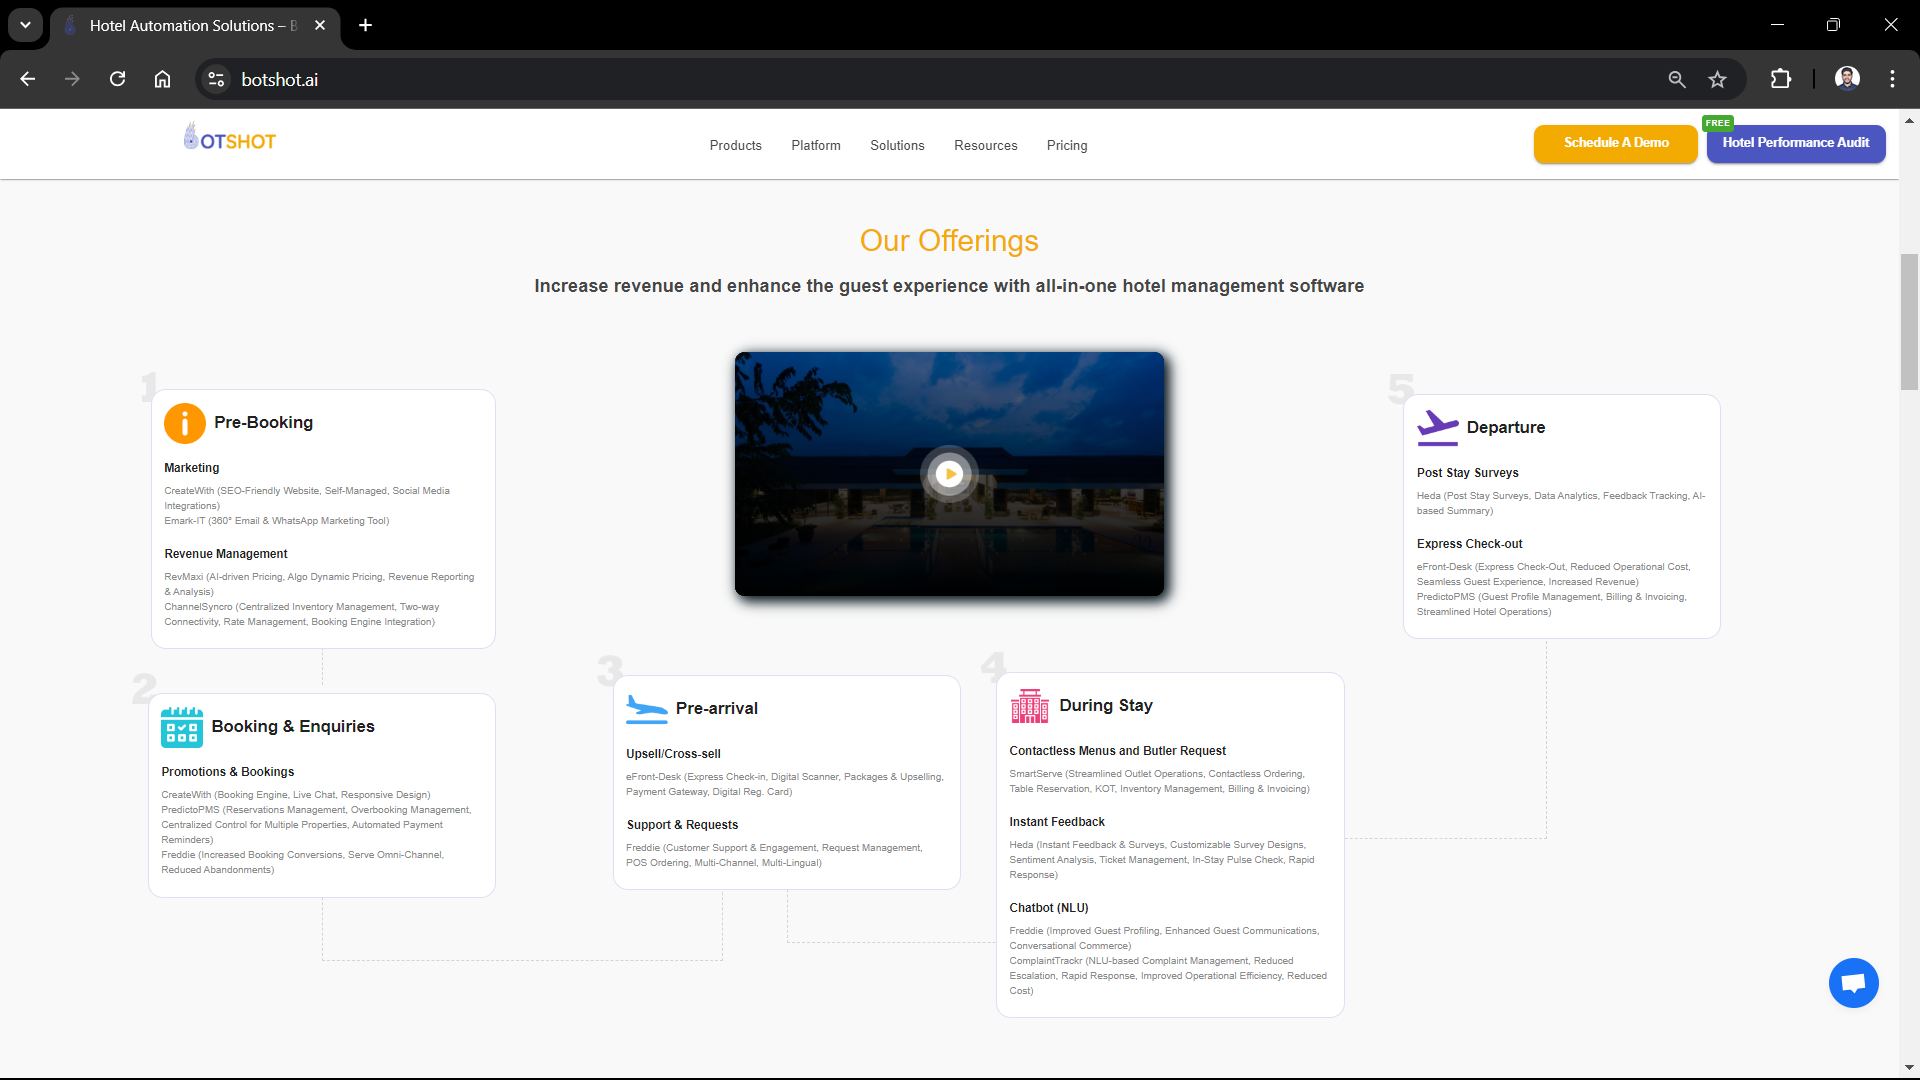 Hotel Automation Solutions – B
botshot.ai
BOTSHOT
Products
Platform
Solutions
Resources
Pricing
Schedule A Demo
FREE
Hotel Performance Audit
Our Offerings
Increase revenue and enhance the guest experience with all-in-one hotel management software
1
Pre-Booking
Marketing
CreateWith (SEO-Friendly Website, Self-Managed, Social Media
Integrations)
Emark-IT (360° Email & WhatsApp Marketing Tool)
Revenue Management
RevMaxi (AI-driven Pricing, Algo Dynamic Pricing, Revenue Reporting
& Analysis)
ChannelSyncro (Centralized Inventory Management, Two-way
Connectivity, Rate Management, Booking Engine Integration)
2
Booking & Enquiries
Promotions & Bookings
CreateWith (Booking Engine, Live Chat, Responsive Design)
PredictoPMS (Reservations Management, Overbooking Management,
Centralized Control for Multiple Properties, Automated Payment
Reminders)
Freddie (Increased Booking Conversions, Serve Omni-Channel,
Reduced Abandonments)
3
Pre-arrival
Upsell/Cross-sell
eFront-Desk (Express Check-in, Digital Scanner, Packages & Upselling,
Payment Gateway, Digital Reg. Card)
Support & Requests
Freddie (Customer Support & Engagement, Request Management,
POS Ordering, Multi-Channel, Multi-Lingual)
4
During Stay
Contactless Menus and Butler Request
SmartServe (Streamlined Outlet Operations, Contactless Ordering,
Table Reservation, KOT, Inventory Management, Billing & Invoicing)
Instant Feedback
Heda (Instant Feedback & Surveys, Customizable Survey Designs,
Sentiment Analysis, Ticket Management, In-Stay Pulse Check, Rapid
Response)
Chatbot (NLU)
Freddie (Improved Guest Profiling, Enhanced Guest Communications,
Conversational Commerce)
ComplaintTrackr (NLU-based Complaint Management, Reduced
Escalation, Rapid Response, Improved Operational Efficiency, Reduced
Cost)
5
Departure
Post Stay Surveys
Heda (Post Stay Surveys, Data Analytics, Feedback Tracking, AI-
based Summary)
Express Check-out
eFront-Desk (Express Check-Out, Reduced Operational Cost,
Seamless Guest Experience, Increased Revenue)
PredictoPMS (Guest Profile Management, Billing & Invoicing,
Streamlined Hotel Operations)